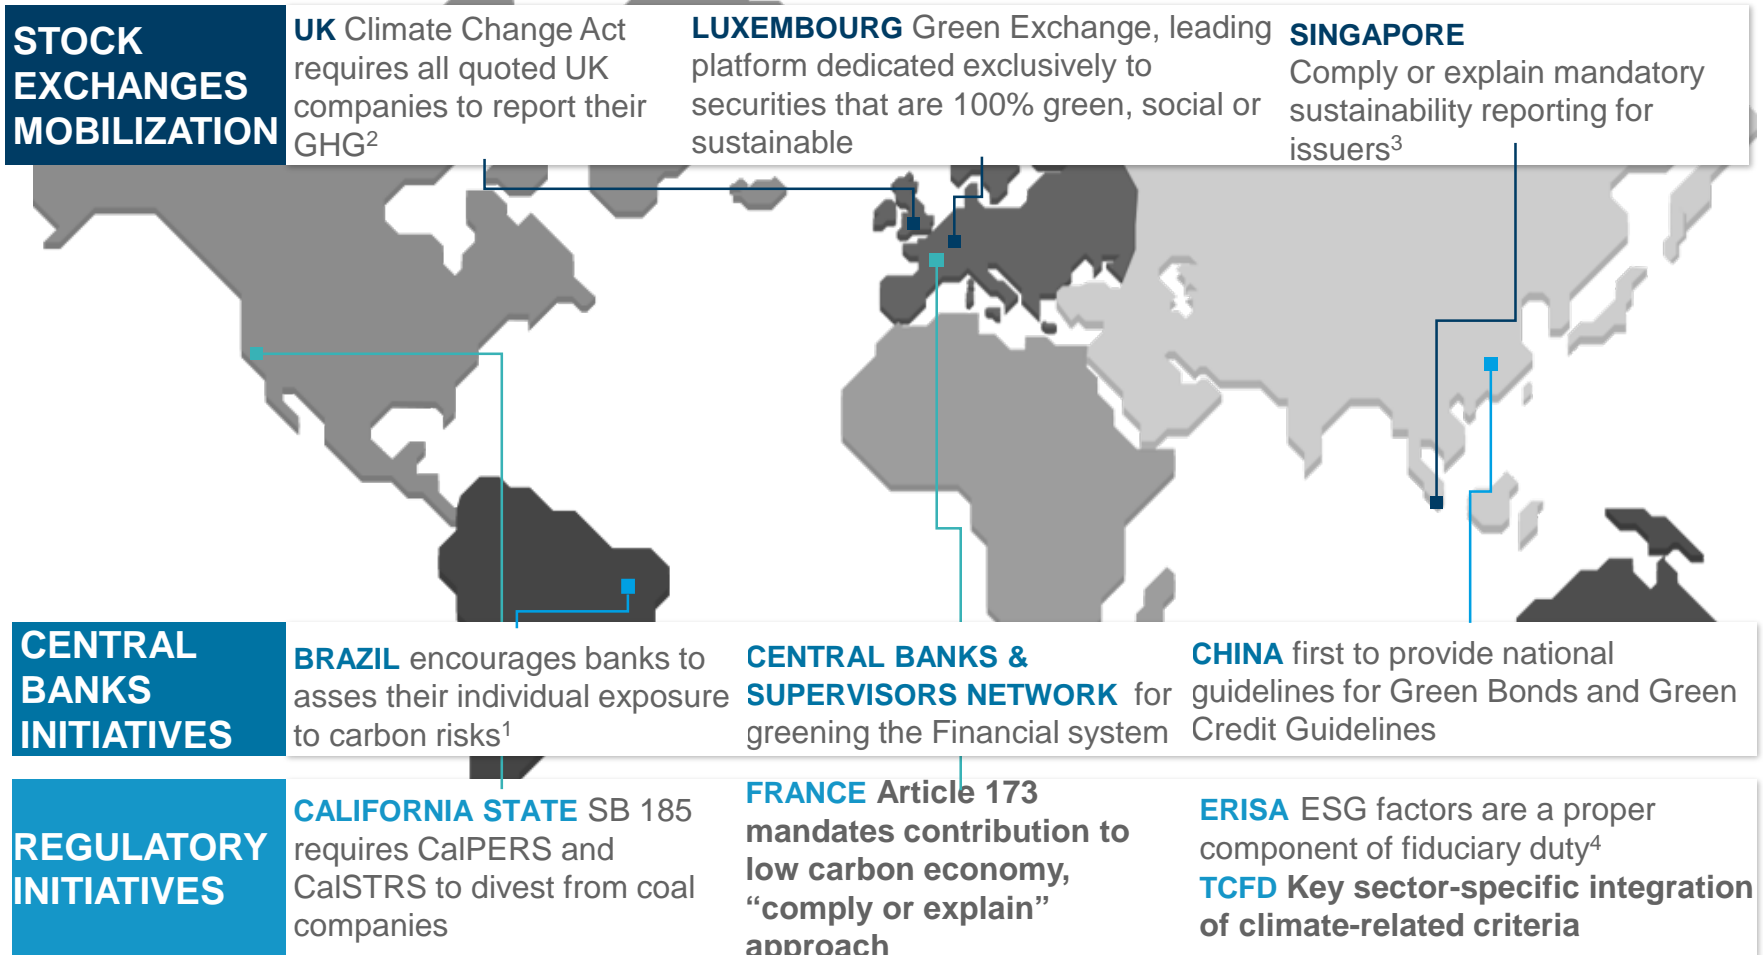 STOCK
EXCHANGES
MOBILIZATION
UK Climate Change Act
requires all quoted UK
companies to report their
GHG2
LUXEMBOURG Green Exchange, leading
platform dedicated exclusively to
securities that are 100% green, social or
sustainable
SINGAPORE
Comply or explain mandatory
sustainability reporting for
issuers3
CENTRAL
BANKS
INITIATIVES
BRAZIL encourages banks to
asses their individual exposure
to carbon risks1
CENTRAL BANKS &
SUPERVISORS NETWORK for
greening the Financial system
CHINA first to provide national
guidelines for Green Bonds and Green
Credit Guidelines
REGULATORY
INITIATIVES
CALIFORNIA STATE SB 185
requires CalPERS and
CalSTRS to divest from coal
companies
FRANCE Article 173
mandates contribution to
low carbon economy,
“comply or explain”
approach
ERISA ESG factors are a proper
component of fiduciary duty4
TCFD Key sector-specific integration
of climate-related criteria